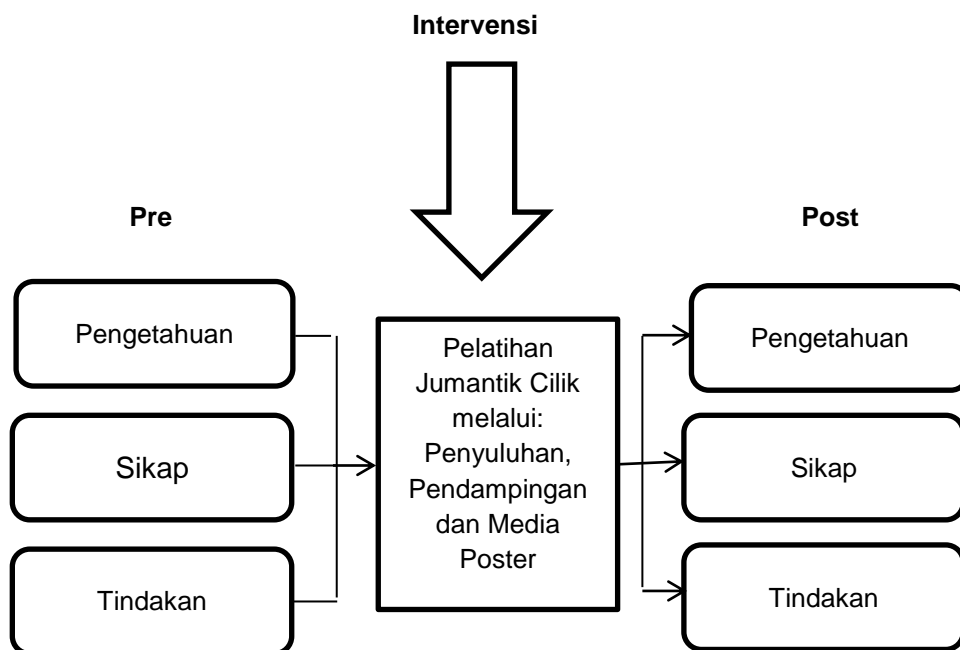 Intervensi
Pre
Post
Pengetahuan
Sikap
Tindakan
Pelatihan
Jumantik Cilik
melalui:
Penyuluhan,
Pendampingan
dan Media
Poster
Pengetahuan
Sikap
Tindakan